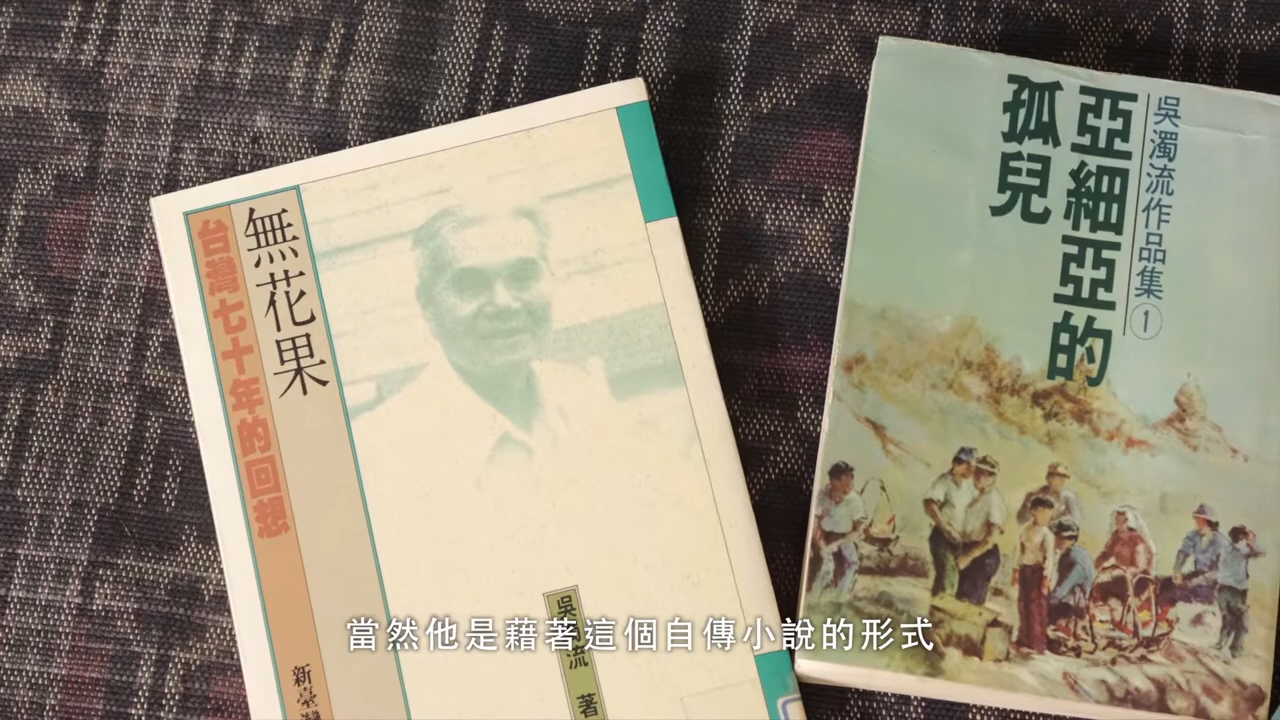 無花果
台灣七十年的回想
吳濁流 著
新臺灣
吳濁流作品集①
亞細亞的
孤兒
當然他是藉著這個自傳小說的形式